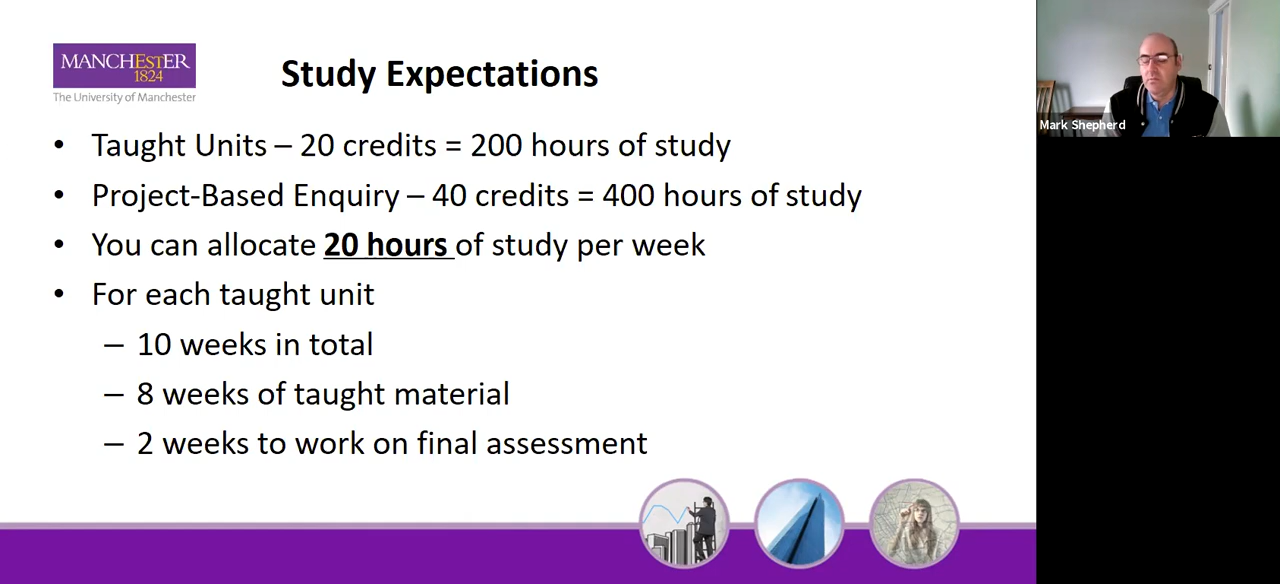 MANCHESTER
1824
The University of Manchester
Study Expectations
• Taught Units – 20 credits = 200 hours of study
• Project-Based Enquiry – 40 credits = 400 hours of study
• You can allocate 20 hours of study per week
• For each taught unit
– 10 weeks in total
– 8 weeks of taught material
– 2 weeks to work on final assessment
Mark Shepherd